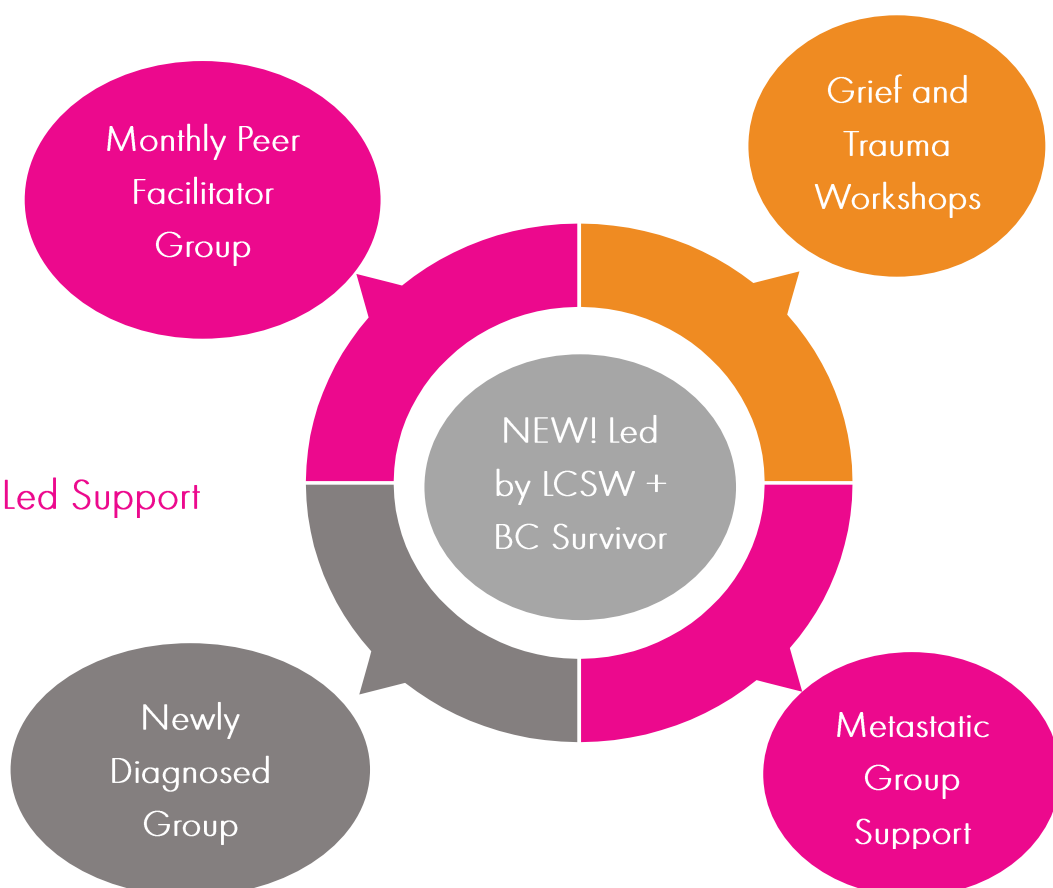 Monthly Peer
Facilitator
Group
Grief and
Trauma
Workshops
NEW! Led
by LCSW +
BC Survivor
Led Support
Newly
Diagnosed
Group
Metastatic
Group
Support